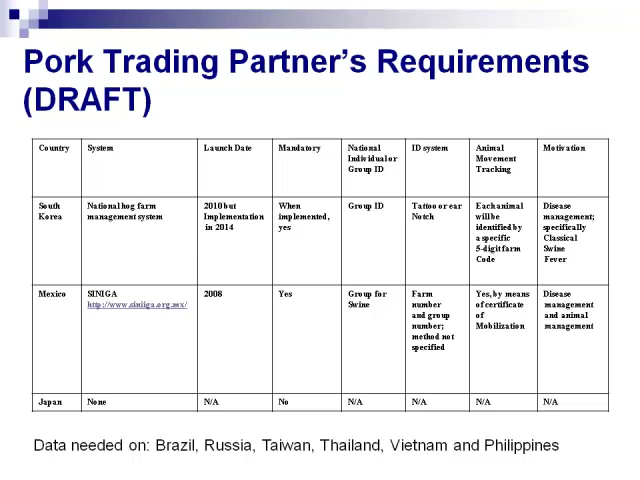 Pork Trading Partner's Requirements
(DRAFT)
Country
System
Launch Date
Mandatory
National
Individual or
Group ID
ID system
Animal
Movement
Tracking
Motivation
South
Korea
National hog farm
management system
2010 but
Implementation
in 2014
When
implemented,
yes
Group ID
Tattoo or ear
Notch
Each animal
will be
identified by
a specific
5-digit farm
Code
Disease
management;
specifically
Classical
Swine
Fever
Mexico
SINIGA
http://www.siniiga.org.mx/
2008
Yes
Group for
Swine
Farm
number
and group
number;
method not
specified
Yes, by means
of certificate
of
Mobilization
Disease
management
and animal
management
Japan
None
N/A
No
N/A
N/A
N/A
N/A
Data needed on: Brazil, Russia, Taiwan, Thailand, Vietnam and Philippines